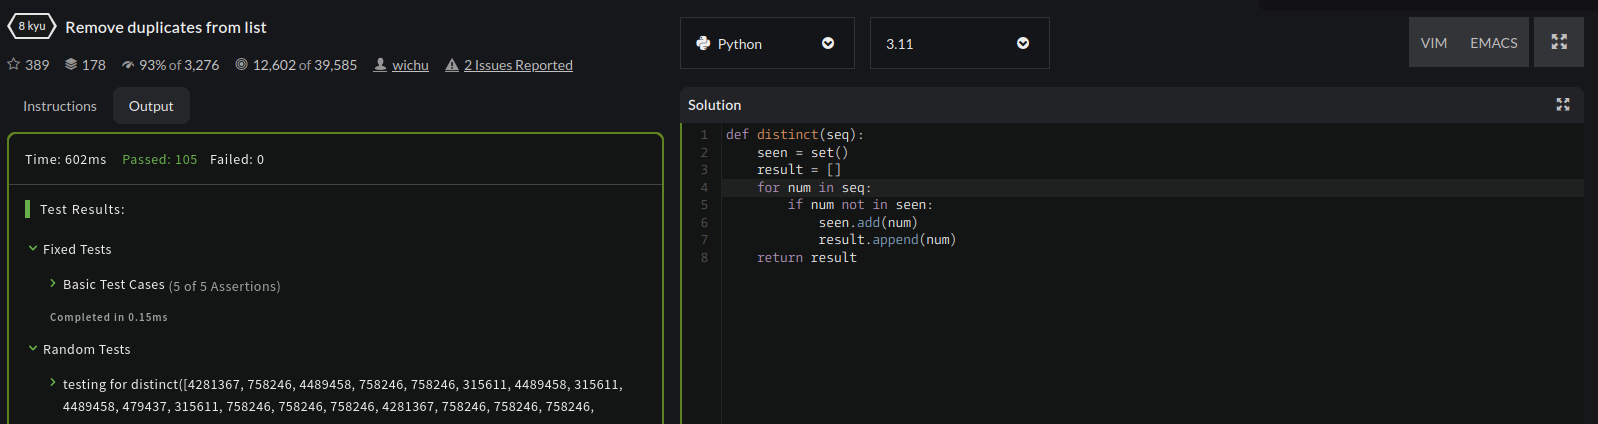 8 kyu Remove duplicates from list
389 178 93% of 3,276 12,602 of 39,585 wichu 2 Issues Reported
Instructions Output
Time: 602ms Passed: 105 Failed: 0
Test Results:
Fixed Tests
Basic Test Cases (5 of 5 Assertions)
Completed in 0.15ms
Random Tests
testing for distinct([4281367, 758246, 4489458, 758246, 758246, 315611, 4489458, 315611,
4489458, 479437, 315611, 758246, 758246, 758246, 4281367, 758246, 758246, 758246,
Python 3.11 VIM EMACS
Solution
1 def distinct(seq):
2     seen = set()
3     result = []
4     for num in seq:
5         if num not in seen:
6             seen.add(num)
7             result.append(num)
8     return result